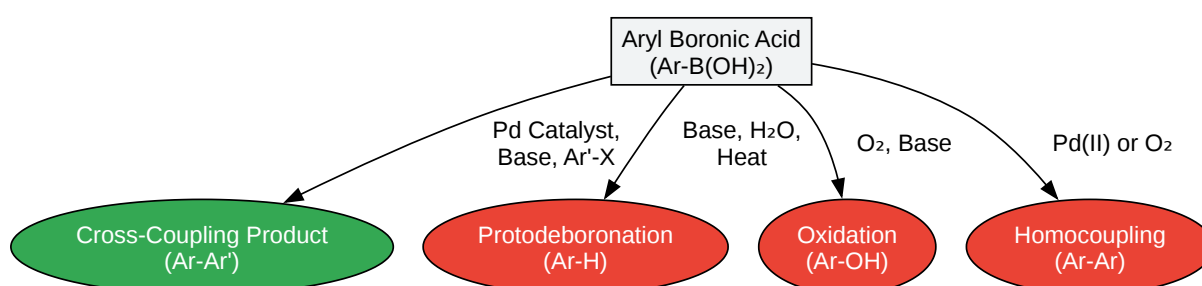 Aryl Boronic Acid
(Ar-B(OH)₂)
Pd Catalyst,
Base, Ar'-X
Base, H₂O,
Heat
O₂, Base
Pd(II) or O₂
Cross-Coupling Product
(Ar-Ar')
Protodeboronation
(Ar-H)
Oxidation
(Ar-OH)
Homocoupling
(Ar-Ar)